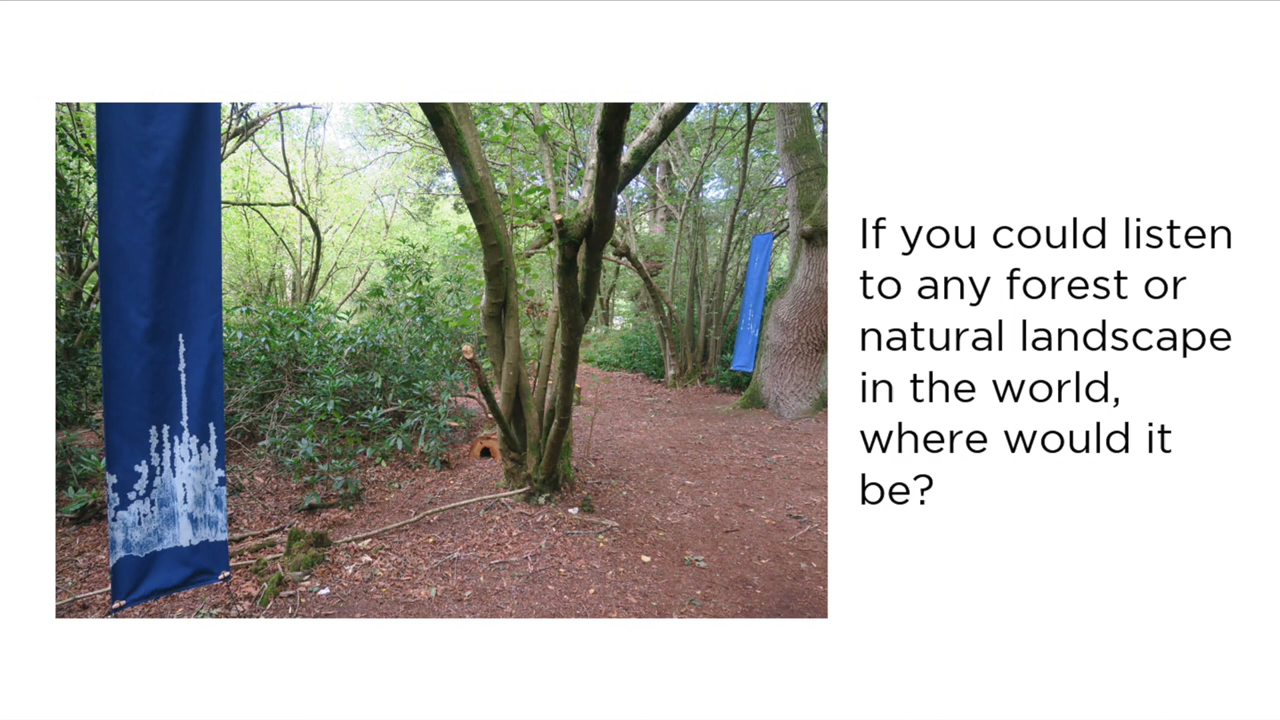 If you could listen
to any forest or
natural landscape
in the world,
where would it
be?